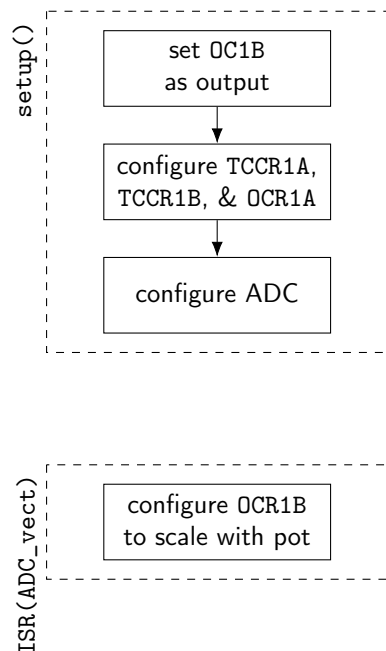 setup()
set OC1B
as output
configure TCCR1A,
TCCR1B, & OCR1A
configure ADC
ISR(ADC_vect)
configure OCR1B
to scale with pot